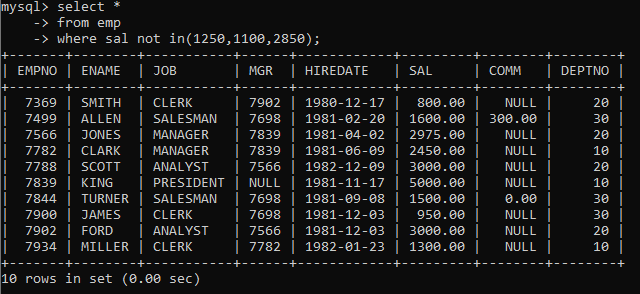 mysql> select *
    -> from emp
    -> where sal not in(1250,1100,2850);
+-------+--------+-----------+------+------------+---------+--------+--------+
| EMPNO | ENAME  | JOB       | MGR  | HIREDATE   | SAL     | COMM   | DEPTNO |
+-------+--------+-----------+------+------------+---------+--------+--------+
|  7369 | SMITH  | CLERK     | 7902 | 1980-12-17 |  800.00 |   NULL |     20 |
|  7499 | ALLEN  | SALESMAN  | 7698 | 1981-02-20 | 1600.00 | 300.00 |     30 |
|  7566 | JONES  | MANAGER   | 7839 | 1981-04-02 | 2975.00 |   NULL |     20 |
|  7782 | CLARK  | MANAGER   | 7839 | 1981-06-09 | 2450.00 |   NULL |     10 |
|  7788 | SCOTT  | ANALYST   | 7566 | 1982-12-09 | 3000.00 |   NULL |     20 |
|  7839 | KING   | PRESIDENT | NULL | 1981-11-17 | 5000.00 |   NULL |     10 |
|  7844 | TURNER | SALESMAN  | 7698 | 1981-09-08 | 1500.00 |   0.00 |     30 |
|  7900 | JAMES  | CLERK     | 7698 | 1981-12-03 |  950.00 |   NULL |     30 |
|  7902 | FORD   | ANALYST   | 7566 | 1981-12-03 | 3000.00 |   NULL |     20 |
|  7934 | MILLER | CLERK     | 7782 | 1982-01-23 | 1300.00 |   NULL |     10 |
+-------+--------+-----------+------+------------+---------+--------+--------+
10 rows in set (0.00 sec)